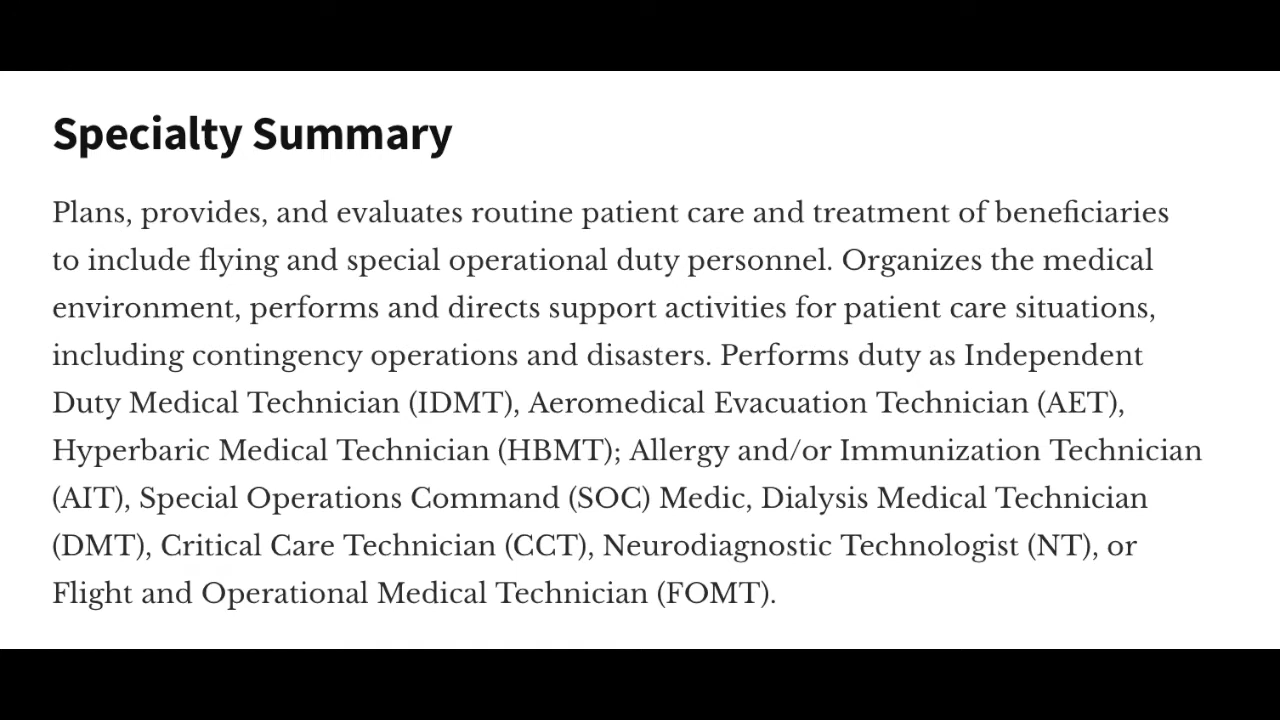 Specialty Summary
Plans, provides, and evaluates routine patient care and treatment of beneficiaries
to include flying and special operational duty personnel. Organizes the medical
environment, performs and directs support activities for patient care situations,
including contingency operations and disasters. Performs duty as Independent
Duty Medical Technician (IDMT), Aeromedical Evacuation Technician (AET),
Hyperbaric Medical Technician (HBMT); Allergy and/or Immunization Technician
(AIT), Special Operations Command (SOC) Medic, Dialysis Medical Technician
(DMT), Critical Care Technician (CCT), Neurodiagnostic Technologist (NT), or
Flight and Operational Medical Technician (FOMT).